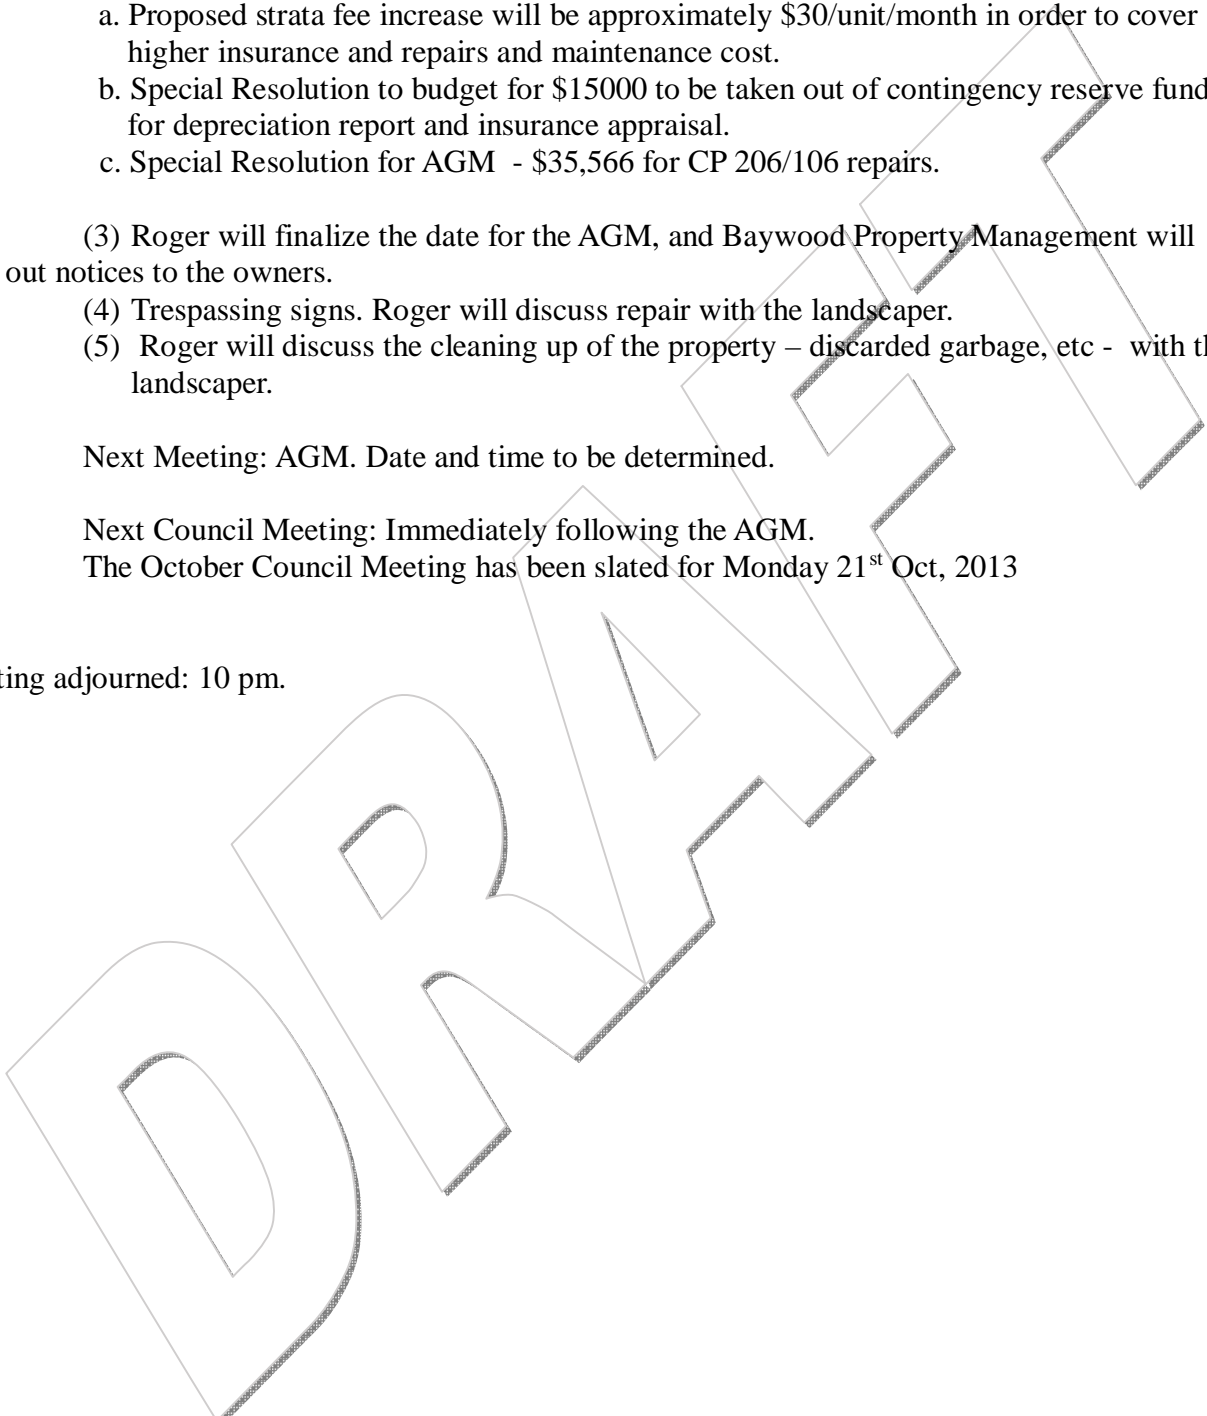 a. Proposed strata fee increase will be approximately $30/unit/month in order to cover
higher insurance and repairs and maintenance cost.
b. Special Resolution to budget for $15000 to be taken out of contingency reserve fund
for depreciation report and insurance appraisal.
c. Special Resolution for AGM  - $35,566 for CP 206/106 repairs.
(3) Roger will finalize the date for the AGM, and Baywood Property Management will
out notices to the owners.
(4) Trespassing signs. Roger will discuss repair with the landscaper.
(5)  Roger will discuss the cleaning up of the property – discarded garbage, etc -  with
landscaper.
Next Meeting: AGM. Date and time to be determined.
Next Council Meeting: Immediately following the AGM.
The October Council Meeting has been slated for Monday 21st Oct, 2013
ting adjourned: 10 pm.
DRAFT